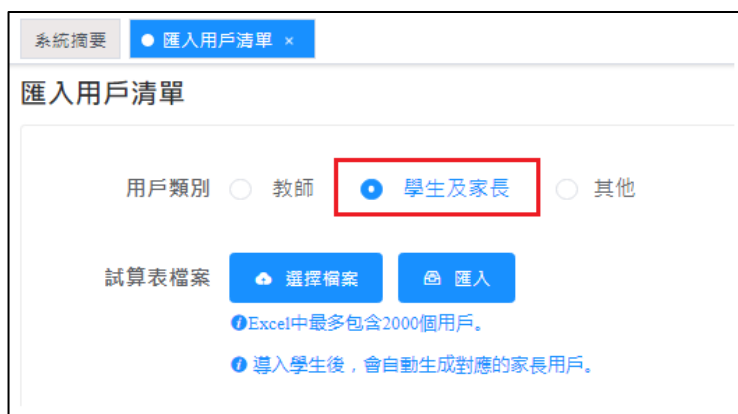 系統摘要 匯入用戶清單 ×
匯入用戶清單
用戶類別 教師 學生及家長 其他
試算表檔案 選擇檔案 匯入
Excel中最多包含2000個用戶。
導入學生後，會自動生成對應的家長用戶。